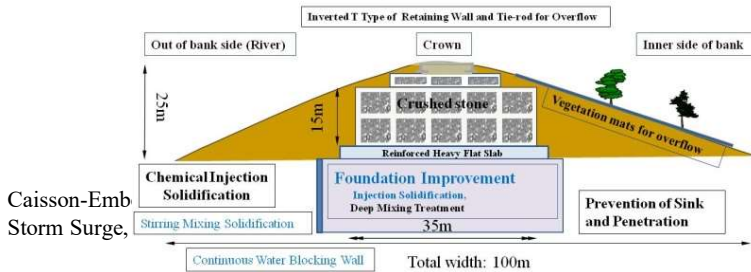 Inverted T Type of Retaining Wall and Tie-rod for Overflow
Out of bank side (River)
Crown
Inner side of bank
25m
15m
Crushed stone
Vegetation mats for overflow
Reinforced Heavy Flat Slab
Chemical Injection
Solidification
Foundation Improvement
Injection Solidification,
Deep Mixing Treatment
Prevention of Sink
and Penetration
Caisson-Emb
Storm Surge,
Stirring Mixing Solidification
35m
Continuous Water Blocking Wall
Total width: 100m